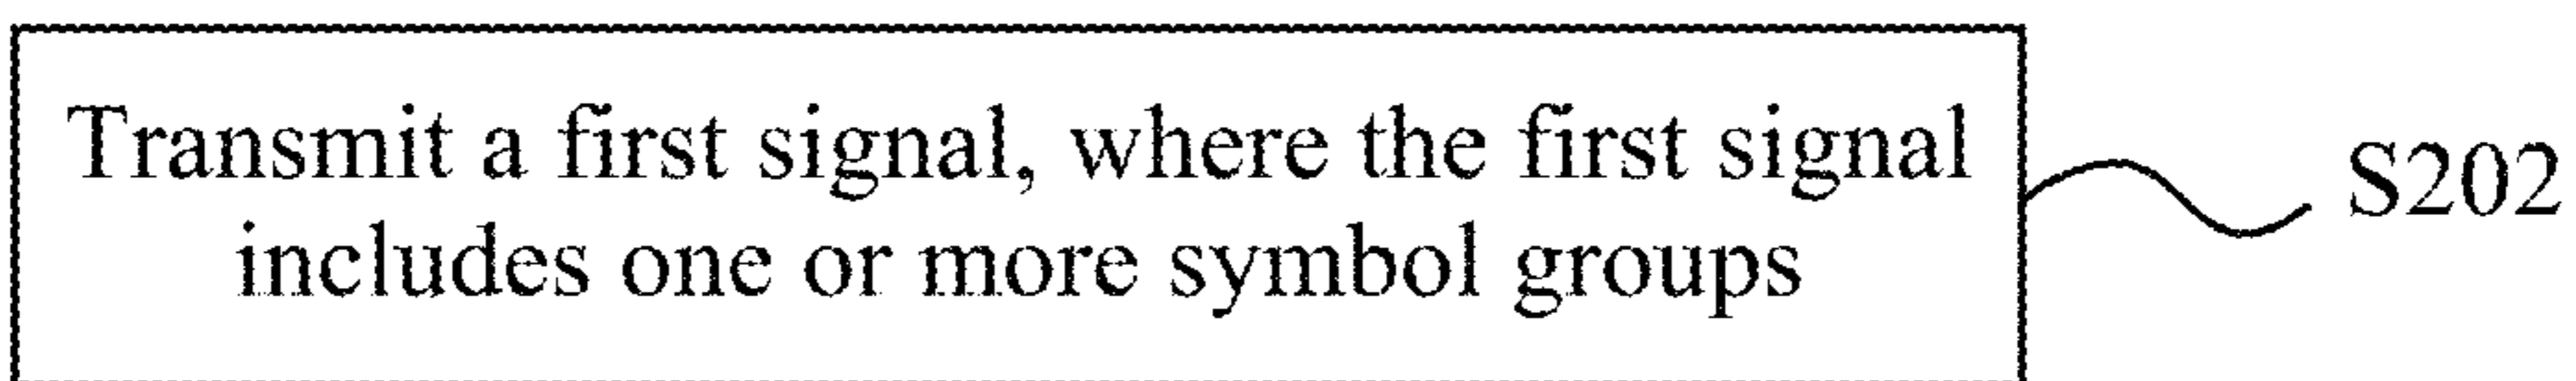 Transmit a first signal, where the first signal
includes one or more symbol groups
S202